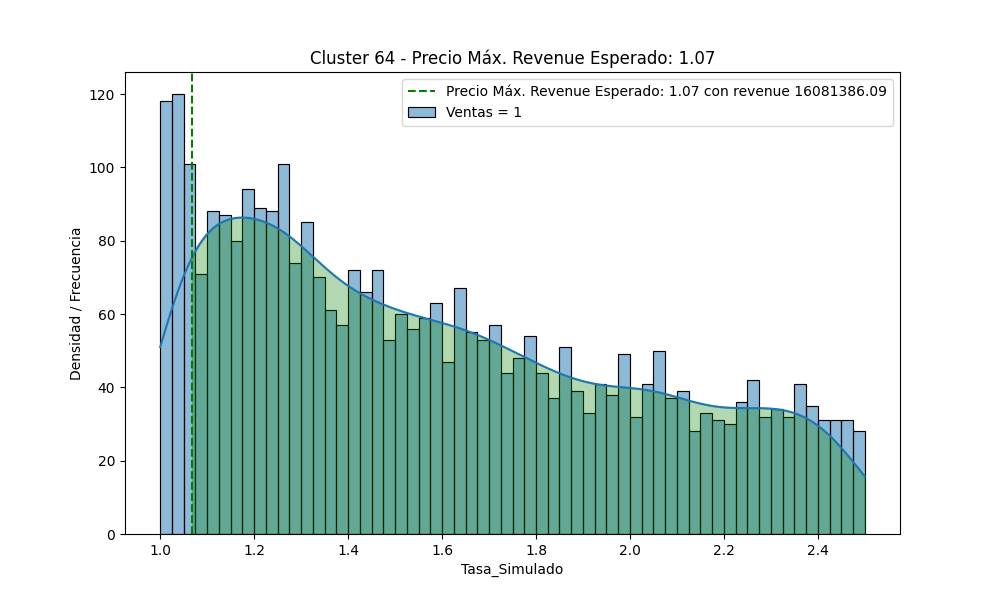 Cluster 64 - Precio Máx. Revenue Esperado: 1.07
Precio Máx. Revenue Esperado: 1.07 con revenue 16081386.09
Ventas = 1
Densidad / Frecuencia
120
100
80
60
40
20
0
1.0 1.2 1.4 1.6 1.8 2.0 2.2 2.4
Tasa_Simulado